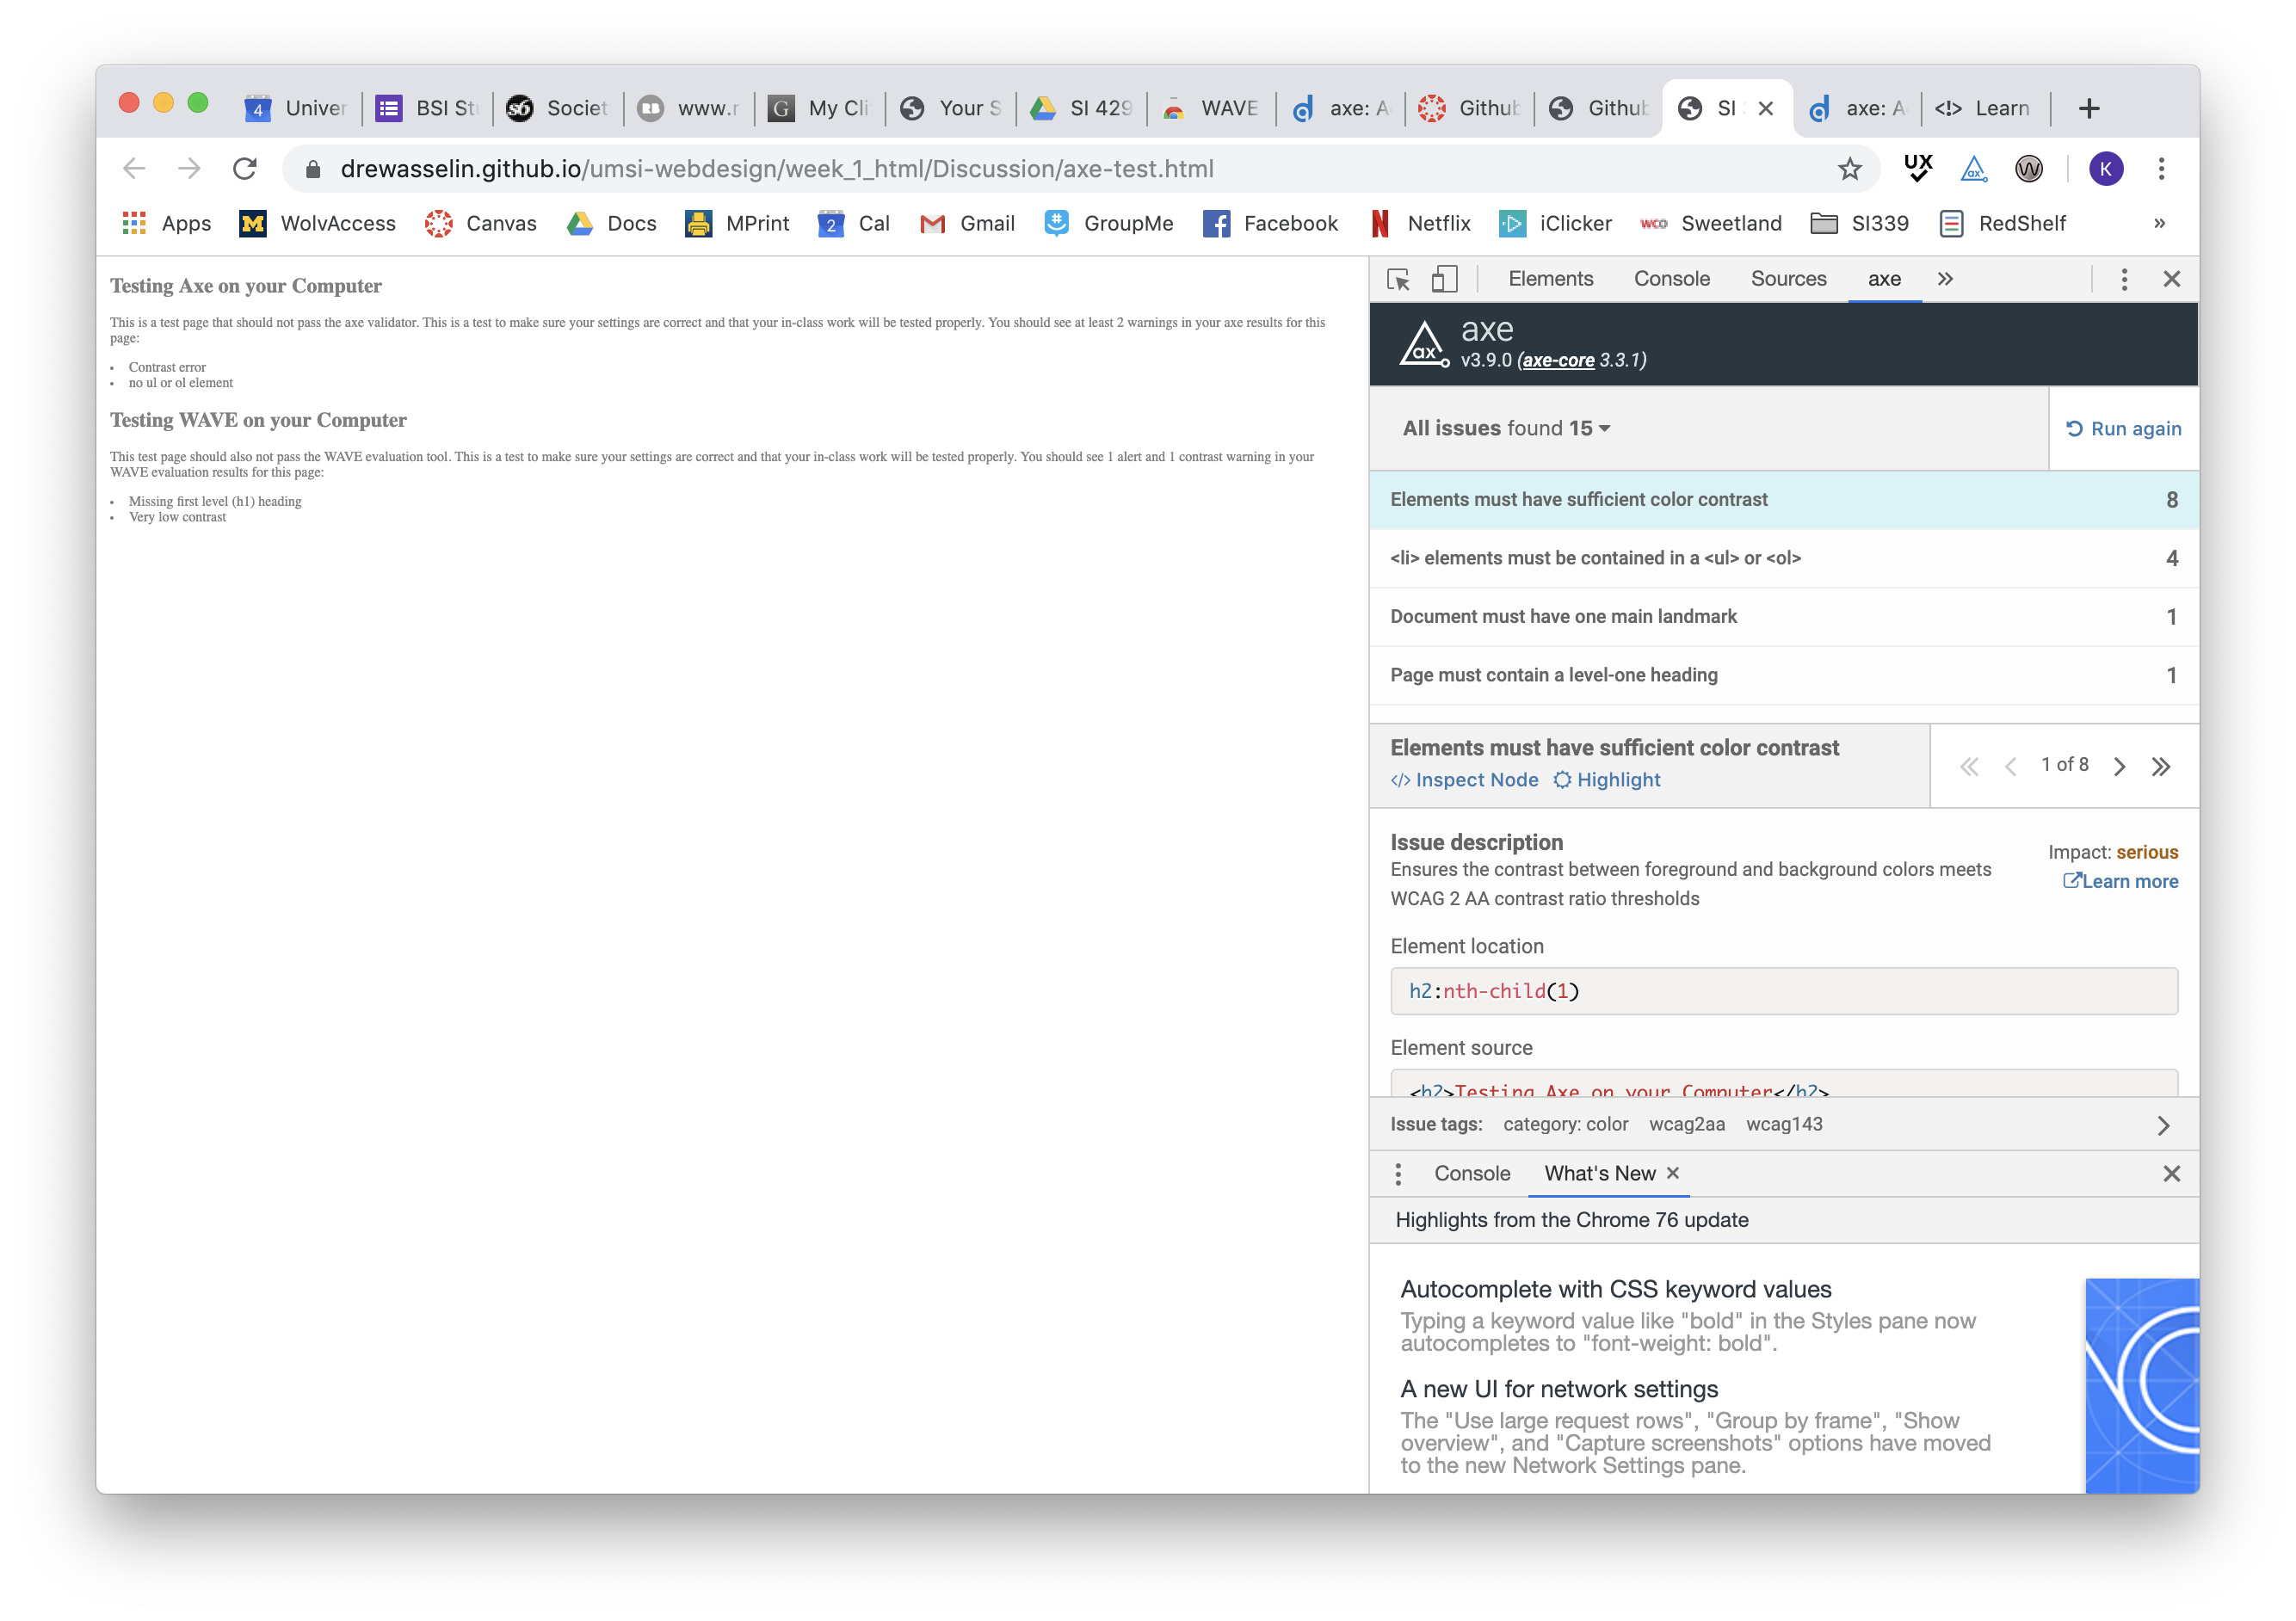 4 Univer BSI Stu s6 Societ RB www.r G My Cli Your S SI 429 WAVE d axe: A Github Github SI d axe: A <!> Learn
drewasselin.github.io/umsi-webdesign/week_1_html/Discussion/axe-test.html UX ax K
Apps M WolvAccess Canvas Docs MPrint 2 Cal Gmail # GroupMe Facebook Netflix iClicker wco Sweetland SI339 RedShelf »
Testing Axe on your Computer
This is a test page that should not pass the axe validator. This is a test to make sure your settings are correct and that your in-class work will be tested properly. You should see at least 2 warnings in your axe results for this
page:
• Contrast error
• no ul or ol element
Testing WAVE on your Computer
This test page should also not pass the WAVE evaluation tool. This is a test to make sure your settings are correct and that your in-class work will be tested properly. You should see 1 alert and 1 contrast warning in your
WAVE evaluation results for this page:
• Missing first level (h1) heading
• Very low contrast
Elements Console Sources axe »
ax axe
v3.9.0 (axe-core 3.3.1)
All issues found 15 Run again
Elements must have sufficient color contrast 8
<li> elements must be contained in a <ul> or <ol> 4
Document must have one main landmark 1
Page must contain a level-one heading 1
Elements must have sufficient color contrast
</> Inspect Node Highlight 1 of 8
Issue description
Ensures the contrast between foreground and background colors meets
WCAG 2 AA contrast ratio thresholds
Impact: serious
Learn more
Element location
h2:nth-child(1)
Element source
<h2>Testing Axe on your Computer</h2>
Issue tags: category: color wcag2aa wcag143
Console What's New
Highlights from the Chrome 76 update
Autocomplete with CSS keyword values
Typing a keyword value like "bold" in the Styles pane now
autocompletes to "font-weight: bold".
A new UI for network settings
The "Use large request rows", "Group by frame", "Show
overview", and "Capture screenshots" options have moved
to the new Network Settings pane.